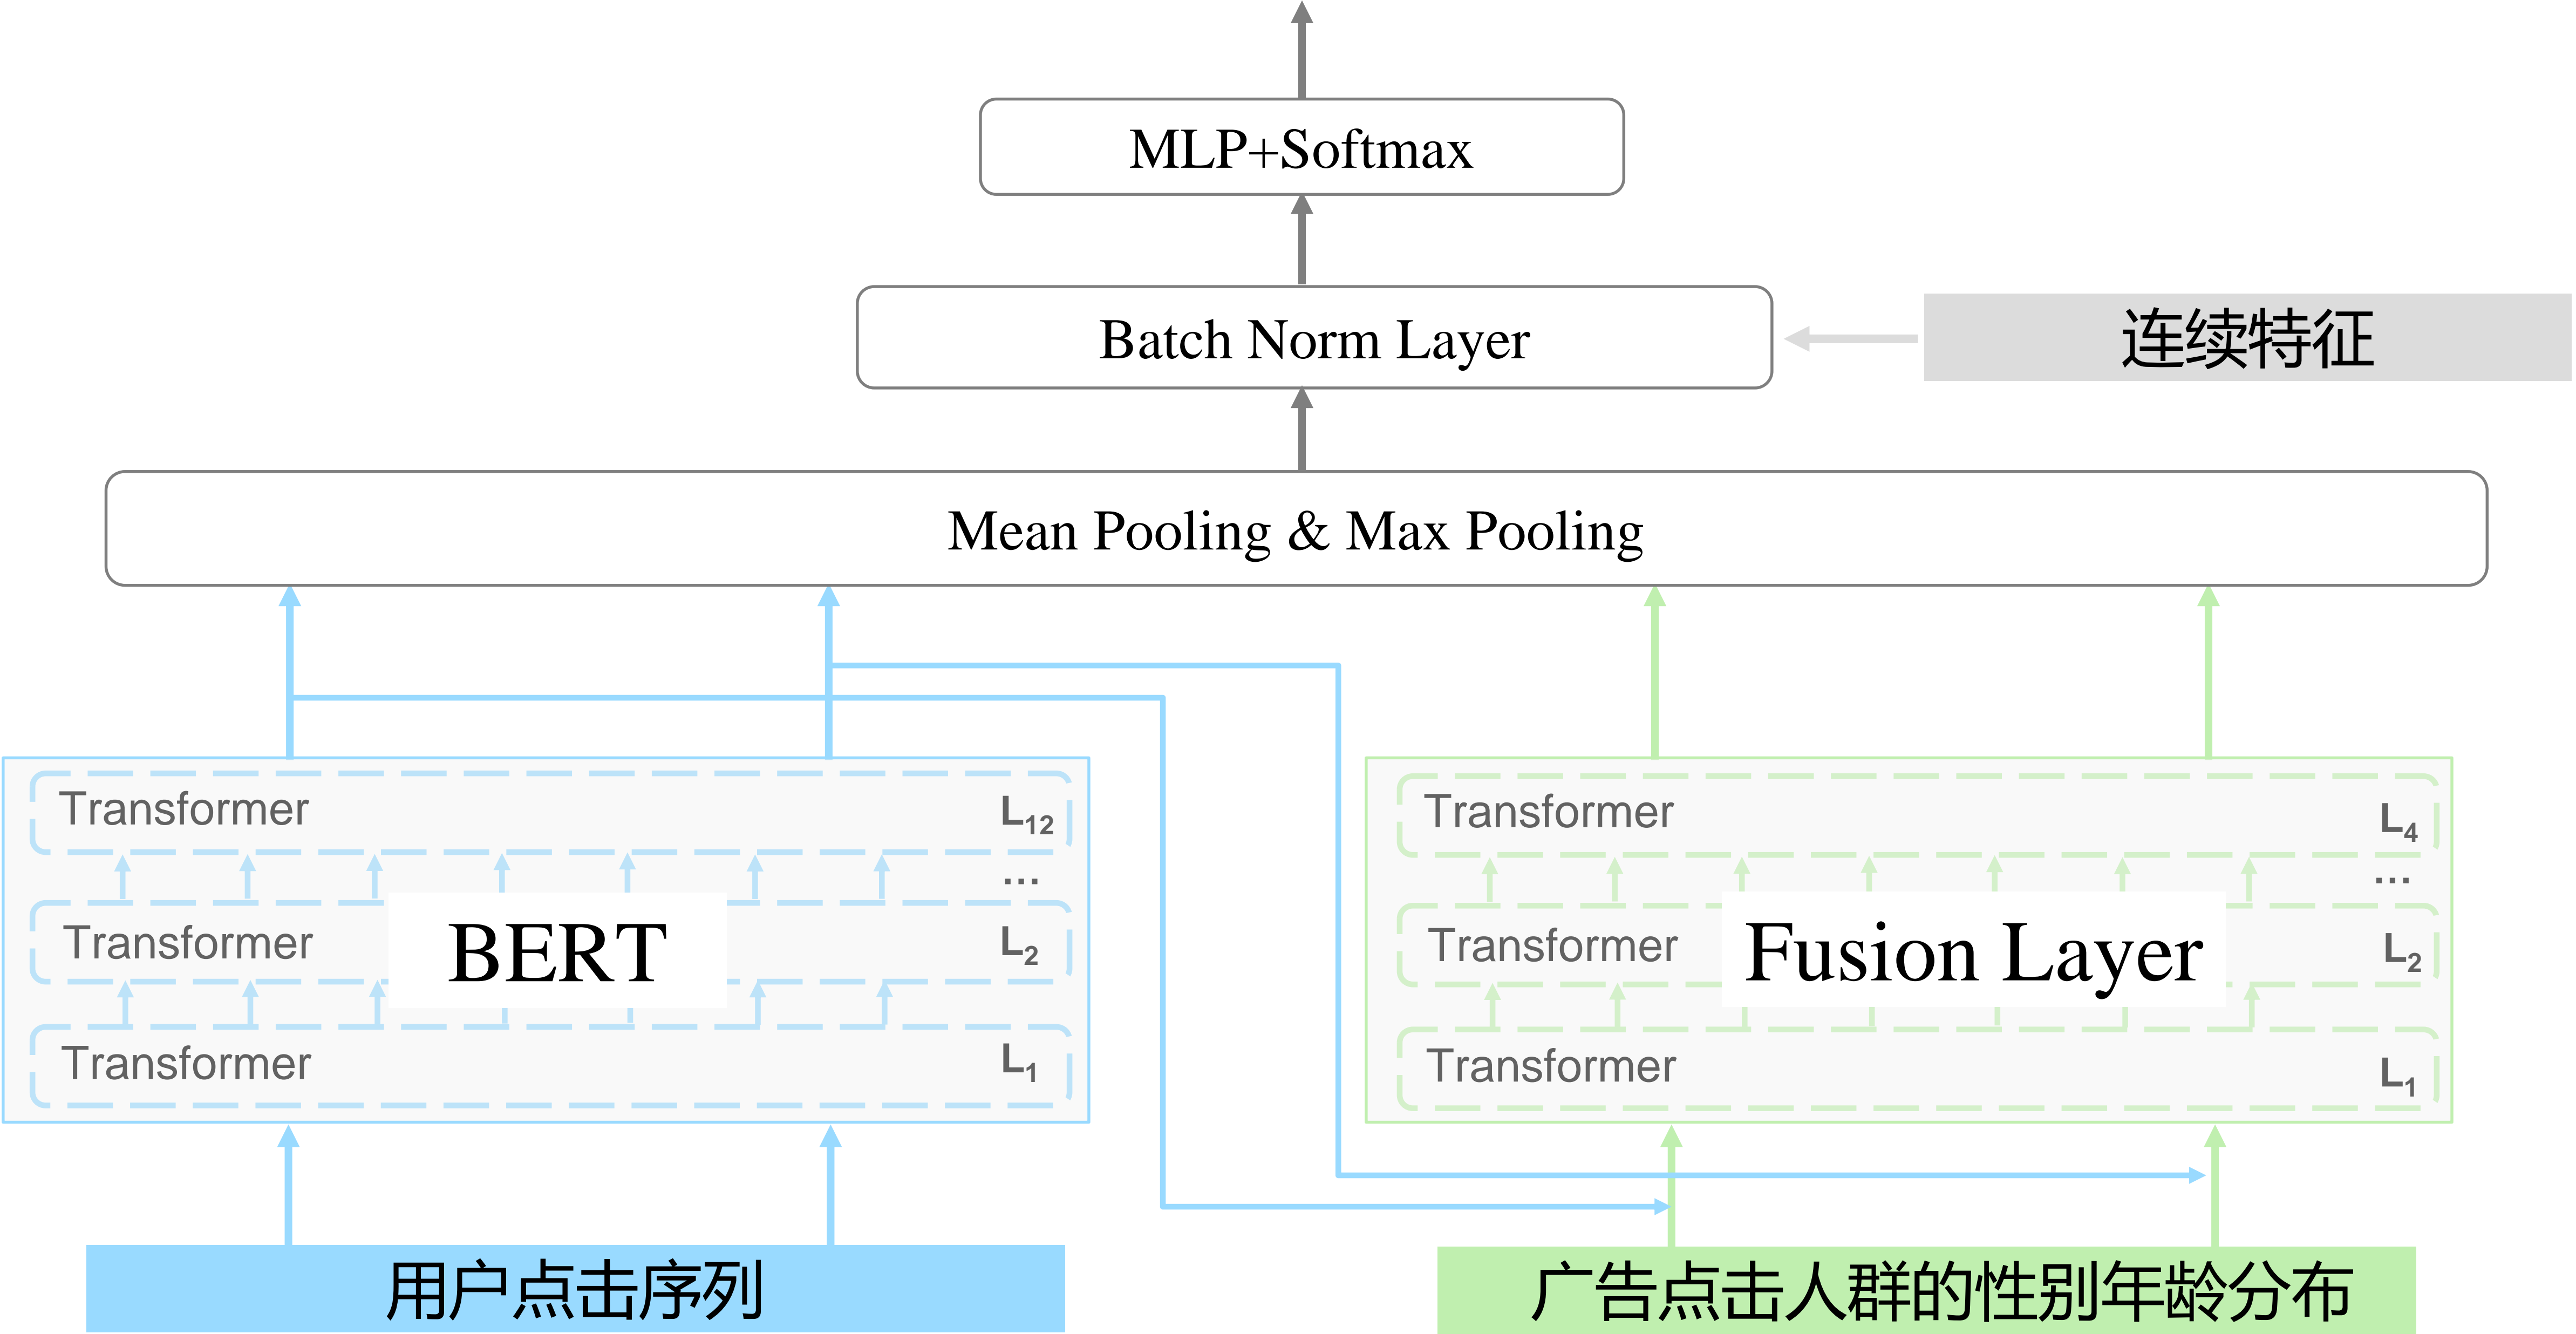 MLP+Softmax
Batch Norm Layer
连续特征
Mean Pooling & Max Pooling
Transformer
L12
...
Transformer
L2
BERT
Transformer
L1
Transformer
L4
...
Transformer
L2
Fusion Layer
Transformer
L1
用户点击序列
广告点击人群的性别年龄分布